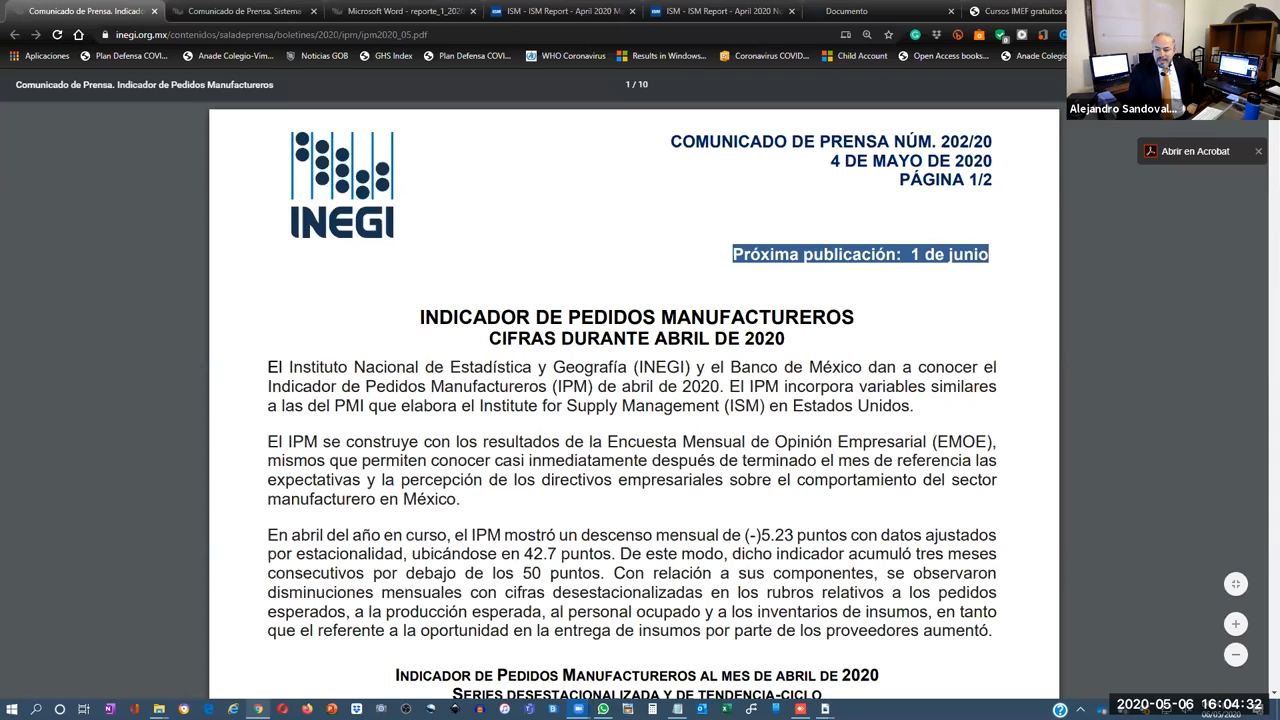 Comunicado de Prensa. Indicador
Comunicado de Prensa. Sistema
Microsoft Word - reporte_1_2020
ISM - ISM Report - April 2020 M
ISM - ISM Report - April 2020 No
Documento
Cursos IMEF gratuitos
inegi.org.mx/contenidos/saladeprensa/boletines/2020/ipm/ipm2020_05.pdf
Aplicaciones
Plan Defensa COVI...
Anade Colegio-Vim...
Noticias GOB
GHS Index
Plan Defensa COVI...
WHO Coronavirus
Results in Windows...
Coronavirus COVID...
Child Account
Open Access books...
Anade Colegio
Alejandro Sandoval...
Comunicado de Prensa. Indicador de Pedidos Manufactureros
1 / 10
Abrir en Acrobat
INEGI
COMUNICADO DE PRENSA NÚM. 202/20
4 DE MAYO DE 2020
PÁGINA 1/2
Próxima publicación: 1 de junio
INDICADOR DE PEDIDOS MANUFACTUREROS
CIFRAS DURANTE ABRIL DE 2020
El Instituto Nacional de Estadística y Geografía (INEGI) y el Banco de México dan a conocer el
Indicador de Pedidos Manufactureros (IPM) de abril de 2020. El IPM incorpora variables similares
a las del PMI que elabora el Institute for Supply Management (ISM) en Estados Unidos.
El IPM se construye con los resultados de la Encuesta Mensual de Opinión Empresarial (EMOE),
mismos que permiten conocer casi inmediatamente después de terminado el mes de referencia las
expectativas y la percepción de los directivos empresariales sobre el comportamiento del sector
manufacturero en México.
En abril del año en curso, el IPM mostró un descenso mensual de (-)5.23 puntos con datos ajustados
por estacionalidad, ubicándose en 42.7 puntos. De este modo, dicho indicador acumuló tres meses
consecutivos por debajo de los 50 puntos. Con relación a sus componentes, se observaron
disminuciones mensuales con cifras desestacionalizadas en los rubros relativos a los pedidos
esperados, a la producción esperada, al personal ocupado y a los inventarios de insumos, en tanto
que el referente a la oportunidad en la entrega de insumos por parte de los proveedores aumentó.
INDICADOR DE PEDIDOS MANUFACTUREROS AL MES DE ABRIL DE 2020
SERIES DESESTACIONALIZADA Y DE TENDENCIA-CICLO
2020-05-06 16:04:32
06/05/2020